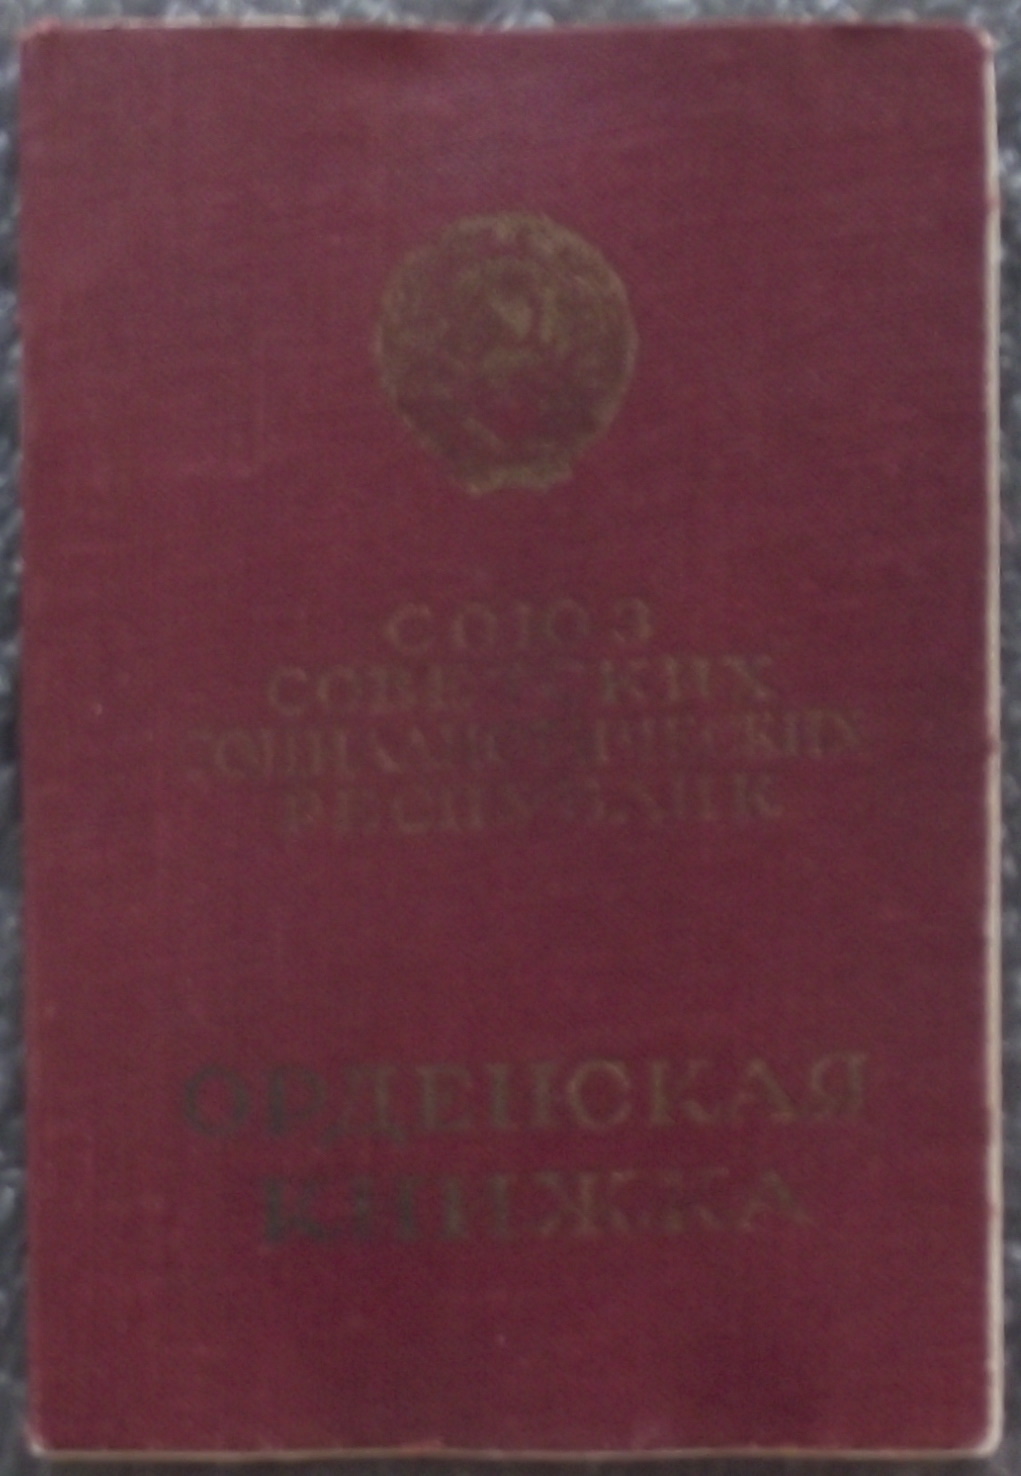 СОЮЗ
СОВЕТСКИХ
СОЦИАЛИСТИЧЕСКИХ
РЕСПУБЛИК
ОРДЕНСКАЯ
КНИЖКА